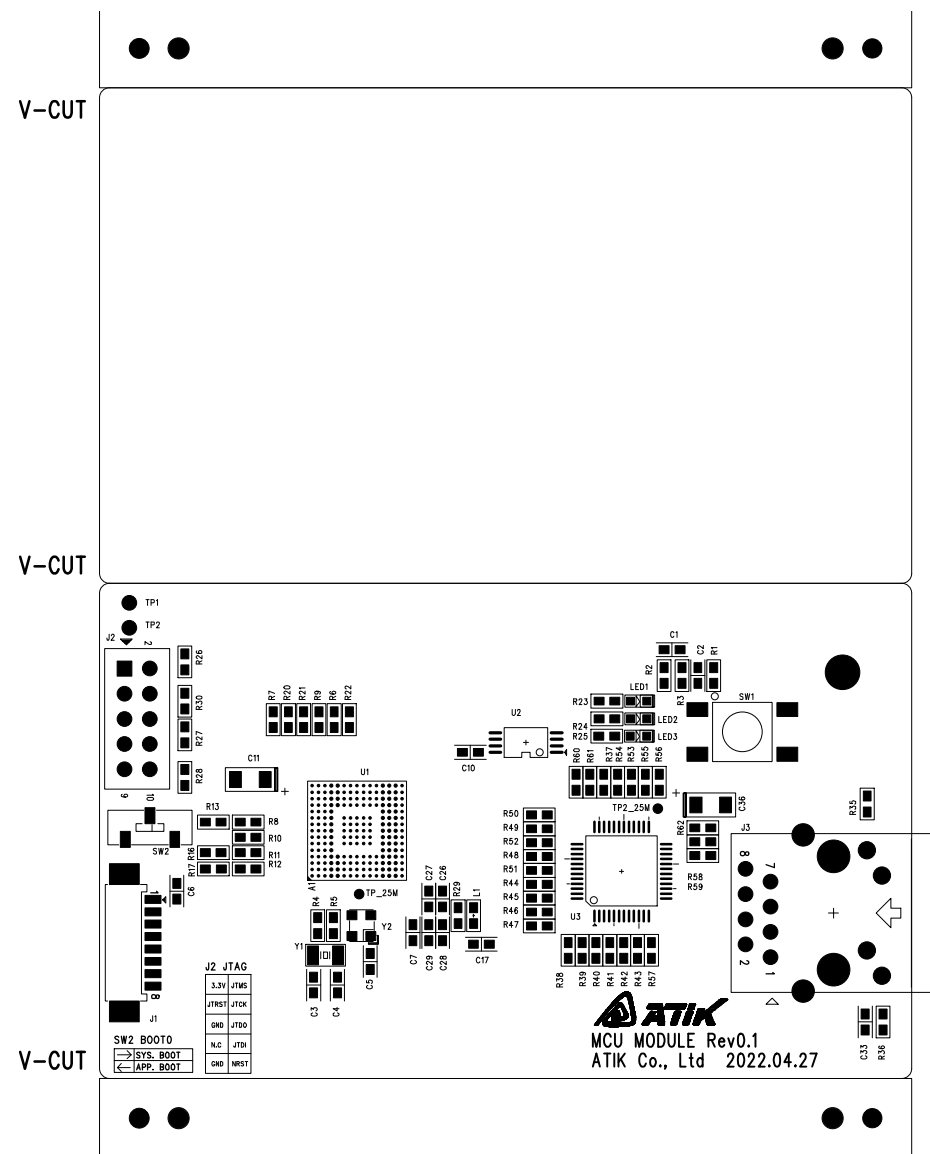 V-CUT
V-CUT
TP1
TP2
J2
2
R26
R30
R27
R28
9
10
R7
R20
R21
R9
R6
R22
C11
U1
A1
R13
R8
R10
R16
R11
R17
R12
SW2
C6
1
8
J1
TP_25M
R4
R5
Y1
Y2
C3
C4
C5
C7
C27
C26
C29
C28
R29
L1
C17
C10
U2
C1
R2
R3
C2
R1
LED1
R23
R24
LED2
R25
LED3
SW1
R60
R61
R37
R54
R53
R55
R56
TP2_25M
C36
R35
R50
R49
R52
R48
R51
R44
R45
R46
R47
U3
R62
R58
R59
J3
8
7
2
1
R38
R39
R40
R41
R42
R43
R57
C33
R36
J2 JTAG
3.3V JTMS
JTRST JTCK
GND JTDO
N.C JTDI
GND NRST
SW2 BOOT0
SYS. BOOT
APP. BOOT
V-CUT
ATIK
MCU MODULE Rev0.1
ATIK Co., Ltd 2022.04.27